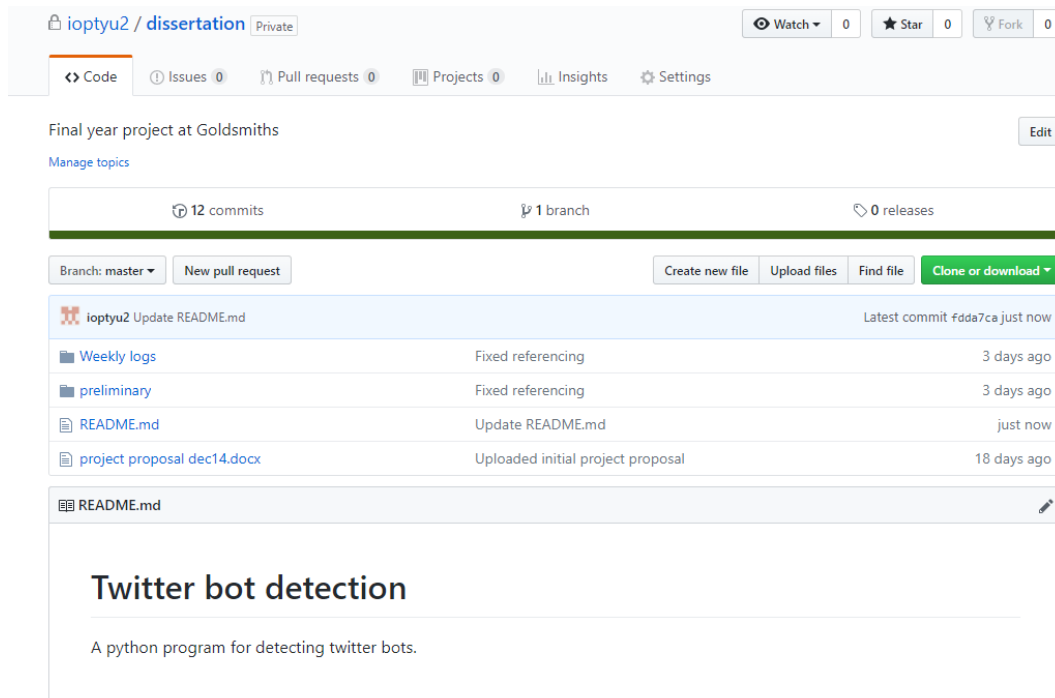 ioptyu2 / dissertation Private Watch 0 Star 0 Fork 0
Code Issues 0 Pull requests 0 Projects 0 Insights Settings
Final year project at Goldsmiths Edit
Manage topics
12 commits 1 branch 0 releases
Branch: master New pull request Create new file Upload files Find file Clone or download
ioptyu2 Update README.md Latest commit fdda7ca just now
Weekly logs Fixed referencing 3 days ago
preliminary Fixed referencing 3 days ago
README.md Update README.md just now
project proposal dec14.docx Uploaded initial project proposal 18 days ago
README.md
Twitter bot detection
A python program for detecting twitter bots.